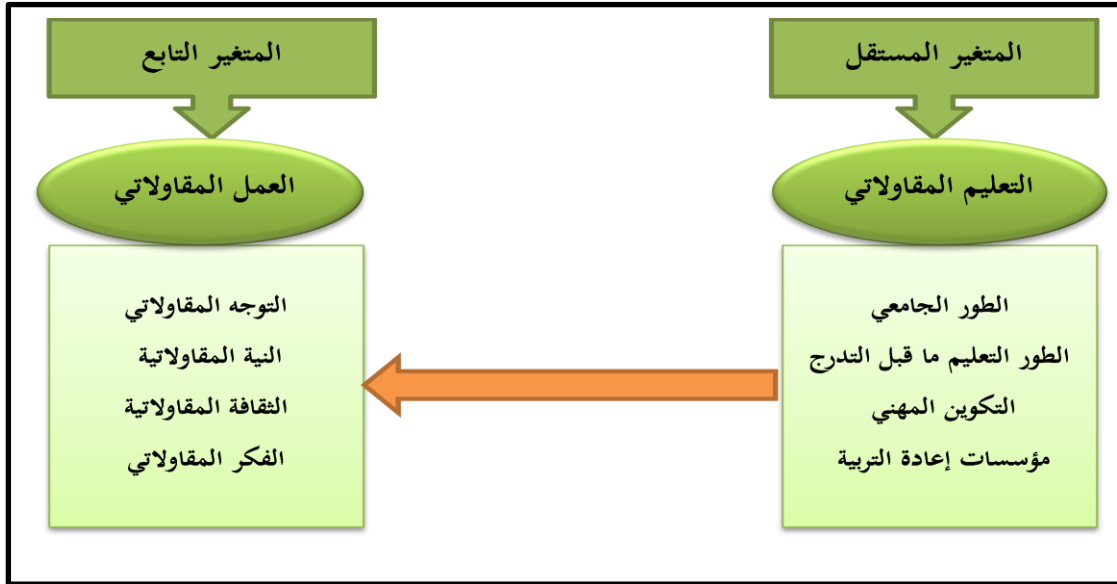 المتغير المستقل
التعليم المقاولاتي
الطور الجامعي
الطور التعليم ما قبل التدرج
التكوين المهني
مؤسسات إعادة التربية
المتغير التابع
العمل المقاولاتي
التوجه المقاولاتي
النية المقاولاتية
الثقافة المقاولاتية
الفكر المقاولاتي